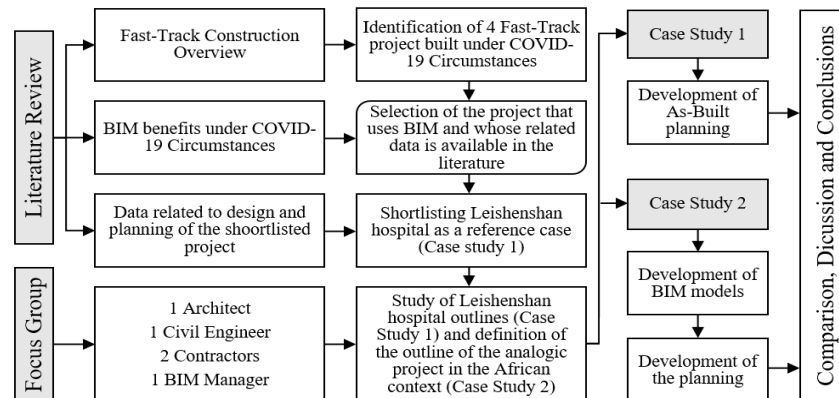 Literature Review
Fast-Track Construction
Overview
Identification of 4 Fast-Track
project built under COVID-
19 Circumstances
BIM benefits under COVID-
19 Circumstances
Selection of the project that
uses BIM and whose related
data is available in the
literature
Data related to design and
planning of the shoortlisted
project
Shortlisting Leishenshan
hospital as a reference case
(Case study 1)
Focus Group
1 Architect
1 Civil Engineer
2 Contractors
1 BIM Manager
Study of Leishenshan
hospital outlines (Case
Study 1) and definition of
the outline of the analogic
project in the African
context (Case Study 2)
Case Study 1
Development of
As-Built
planning
Case Study 2
Development of
BIM models
Development of
the planning
Comparison, Dicussion and Conclusions